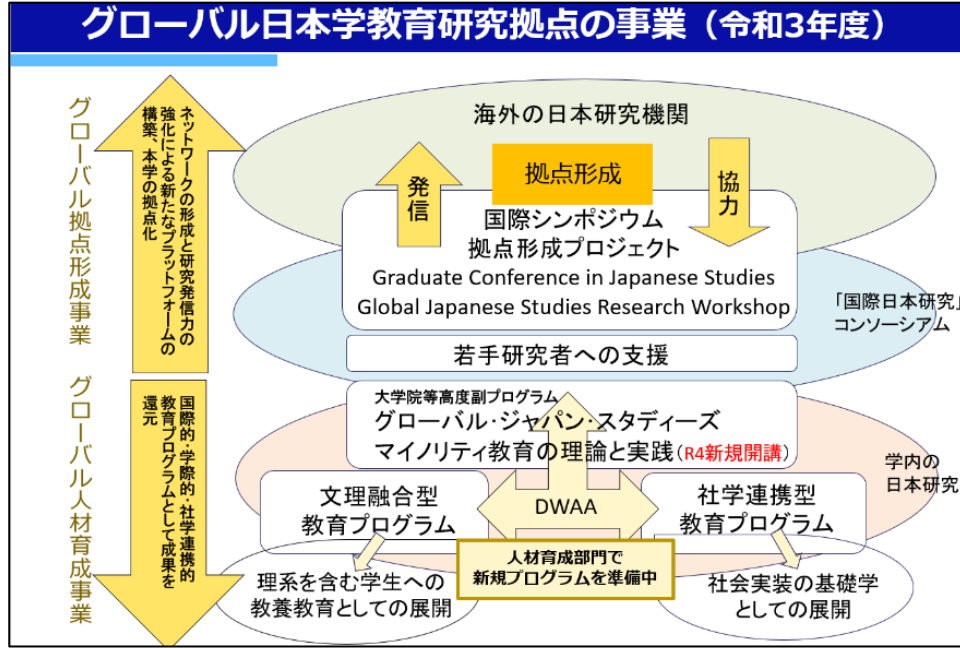 グローバル日本学教育研究拠点の事業（令和3年度）
グローバル拠点形成事業
ネットワークの形成と研究発信力の
強化による新たなプラットフォームの
構築、本学の拠点化
海外の日本研究機関
発信
拠点形成
協力
国際シンポジウム
拠点形成プロジェクト
Graduate Conference in Japanese Studies
Global Japanese Studies Research Workshop
「国際日本研究」
コンソーシアム
若手研究者への支援
グローバル人材育成事業
国際的・学際的・社学連携的
教育プログラムとして成果を
還元
大学院等高度副プログラム
グローバル・ジャパン・スタディーズ
マイノリティ教育の理論と実践（R4新規開講）
学内の
日本研究
文理融合型
教育プログラム
DWAA
社学連携型
教育プログラム
人材育成部門で
新規プログラムを準備中
理系を含む学生への
教養教育としての展開
社会実装の基礎学
としての展開